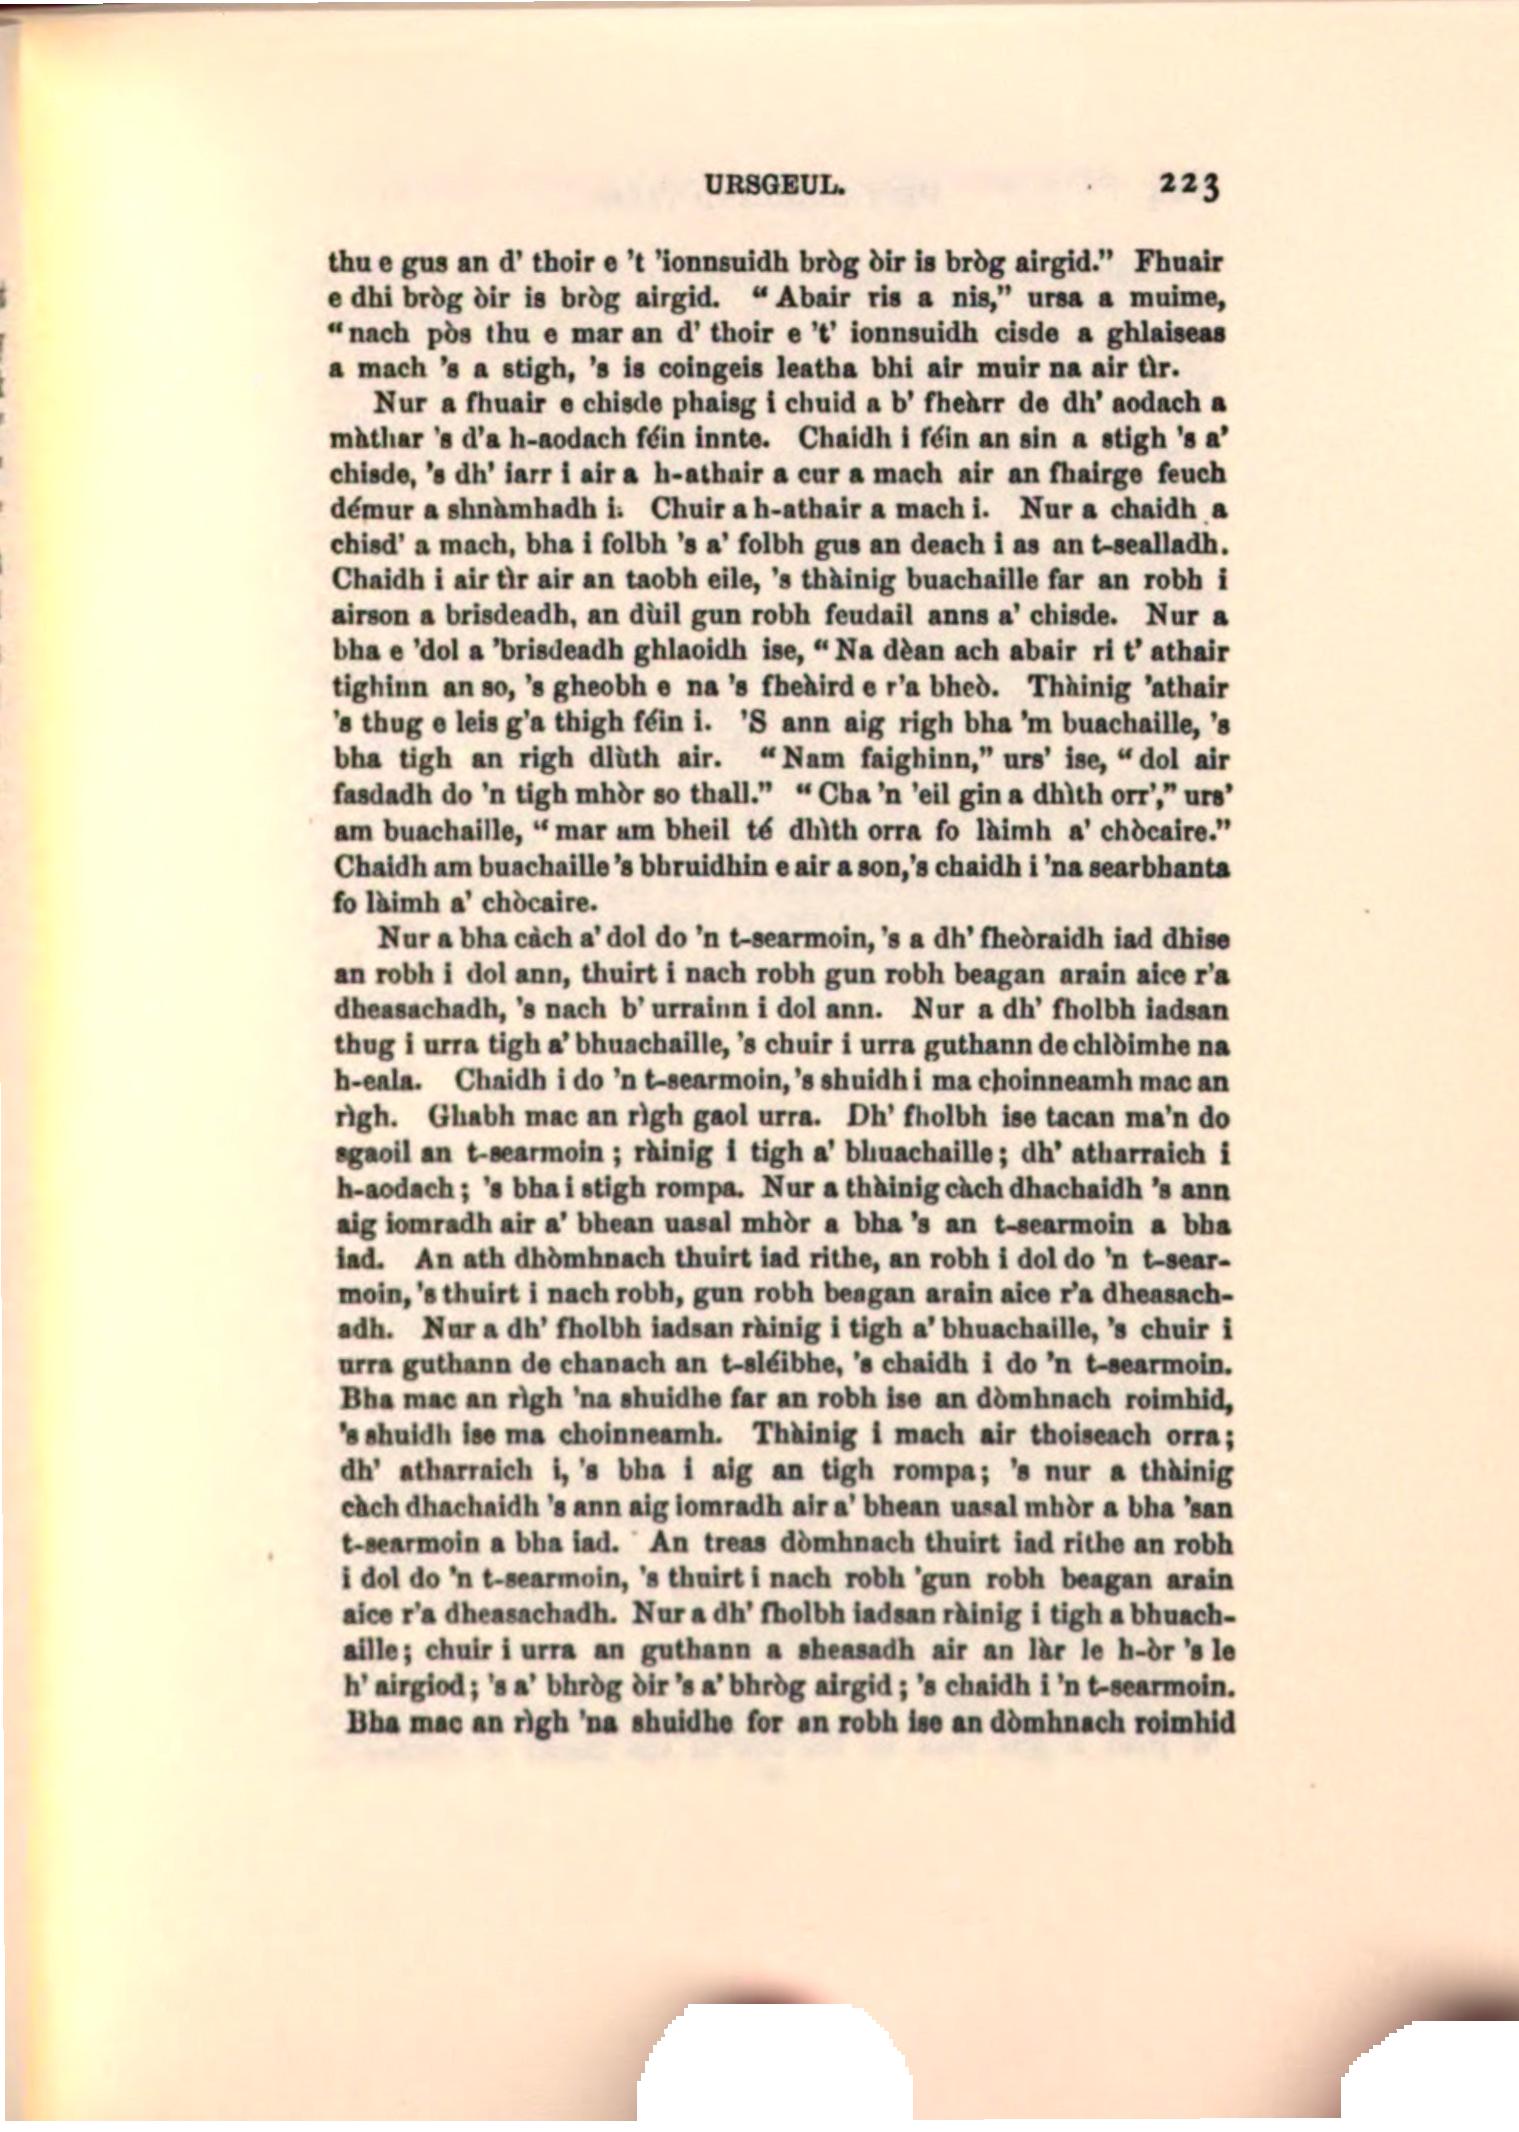 URSGEUL. 223
thu e gus an d' thoir e 't 'ionnsuidh bròg òir is bròg airgid.” Fhuair
e dhi bròg òir is bròg airgid. “Abair ris a nis,” ursa a muime,
“nach pòs thu e mar an d' thoir e 't' ionnsuidh cisde a ghlaiseas
a mach 's a stigh, 's is coingeis leatha bhi air muir na air tìr.
Nur a fhuair e chisde phaisg i chuid a b' fheàrr de dh' aodach a
màthar 's d'a h-aodach féin innte. Chaidh i féin an sin a stigh 's a'
chisde, 's dh' iarr i air a h-athair a cur a mach air an fhairge feuch
démur a shnàmhadh i. Chuir a h-athair a mach i. Nur a chaidh a
chisd' a mach, bha i folbh 's a' folbh gus an deach i as an t-sealladh.
Chaidh i air tìr air an taobh eile, 's thàinig buachaille far an robh i
airson a brisdeadh, an dùil gun robh feudail anns a' chisde. Nur a
bha e 'dol a 'brisdeadh ghlaoidh ise, “Na dèan ach abair ri t' athair
tighinn an so, 's gheobh e na 's fheàird e r'a bheò. Thàinig 'athair
's thug e leis g'a thigh féin i. 'S ann aig righ bha 'm buachaille, 's
bha tigh an righ dlùth air. “Nam faighinn,” urs' ise, “dol air
fasdadh do 'n tigh mhòr so thall.” “Cha 'n 'eil gin a dhìth orr',” urs'
am buachaille, “mar am bheil té dhìth orra fo làimh a' chòcaire.”
Chaidh am buachaille 's bhruidhin e air a son, 's chaidh i 'na searbhanta
fo làimh a' chòcaire.
Nur a bha càch a' dol do 'n t-searmoin, 's a dh' fheòraidh iad dhise
an robh i dol ann, thuirt i nach robh gun robh beagan arain aice r'a
dheasachadh, 's nach b' urrainn i dol ann. Nur a dh' fholbh iadsan
thug i urra tigh a' bhuachaille, 's chuir i urra guthann de chlòimhe na
h-eala. Chaidh i do 'n t-searmoin, 's shuidh i ma choinneamh mac an
rìgh. Ghabh mac an rìgh gaol urra. Dh' fholbh ise tacan ma'n do
sgaoil an t-searmoin; ràinig i tigh a' bhuachaille; dh' atharraich i
h-aodach; 's bha i stigh rompa. Nur a thàinig càch dhachaidh 's ann
aig iomradh air a' bhean uasal mhòr a bha 's an t-searmoin a bha
iad. An ath dhòmhnach thuirt iad rithe, an robh i dol do 'n t-sear-
moin, 's thuirt i nach robh, gun robh beagan arain aice r'a dheasach-
adh. Nur a dh' fholbh iadsan ràinig i tigh a' bhuachaille, 's chuir i
urra guthann de chanach an t-sléibhe, 's chaidh i do 'n t-searmoin.
Bha mac an rìgh 'na shuidhe far an robh ise an dòmhnach roimhid,
's shuidh ise ma choinneamh. Thàinig i mach air thoiseach orra;
dh' atharraich i, 's bha i aig an tigh rompa; 's nur a thàinig
càch dhachaidh 's ann aig iomradh air a' bhean uasal mhòr a bha 'san
t-searmoin a bha iad. An treas dòmhnach thuirt iad rithe an robh
i dol do 'n t-searmoin, 's thuirt i nach robh 'gun robh beagan arain
aice r'a dheasachadh. Nur a dh' fholbh iadsan ràinig i tigh a bhuach-
aille; chuir i urra an guthann a sheasadh air an làr le h-òr 's le
h' airgiod; 's a' bhròg òir 's a' bhròg airgid; 's chaidh i 'n t-searmoin.
Bha mac an rìgh 'na shuidhe for an robh ise an dòmhnach roimhid